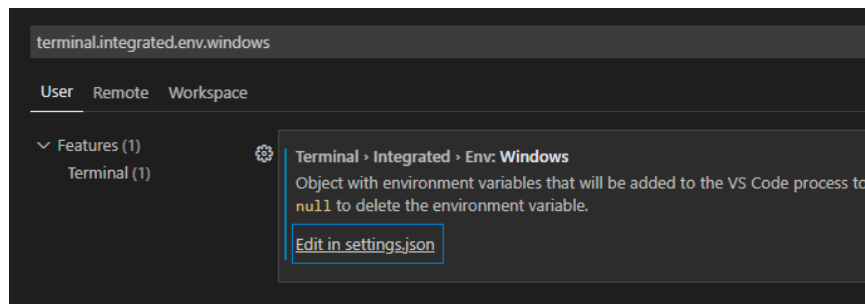 terminal.integrated.env.windows
User Remote Workspace
Features (1)
Terminal (1)
Terminal › Integrated › Env: Windows
Object with environment variables that will be added to the VS Code process to
null to delete the environment variable.
Edit in settings.json